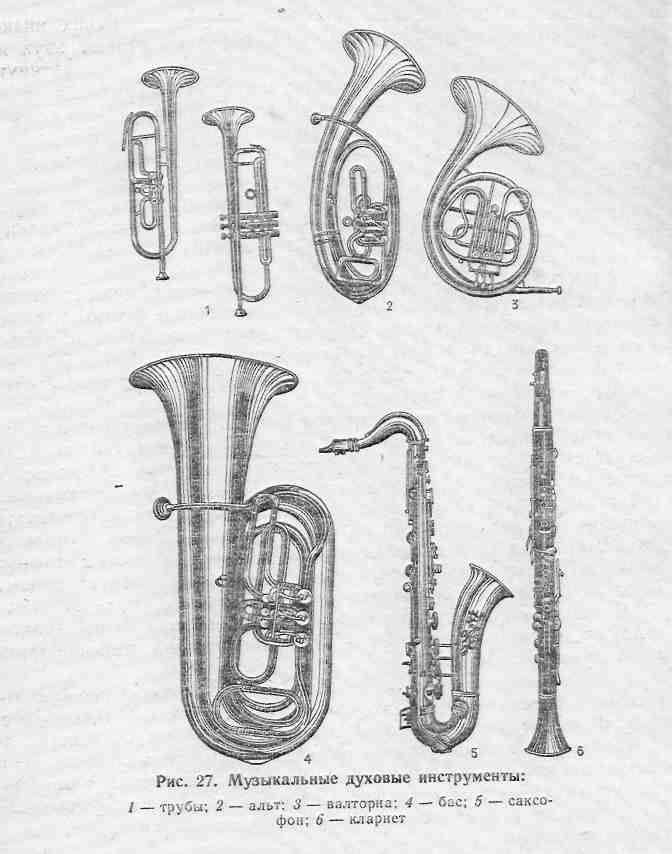 1
2
3
4
5
6
Рис. 27. Музыкальные духовые инструменты:
1 — трубы; 2 — альт; 3 — валторна; 4 — бас; 5 — саксо-
фон; 6 — кларнет